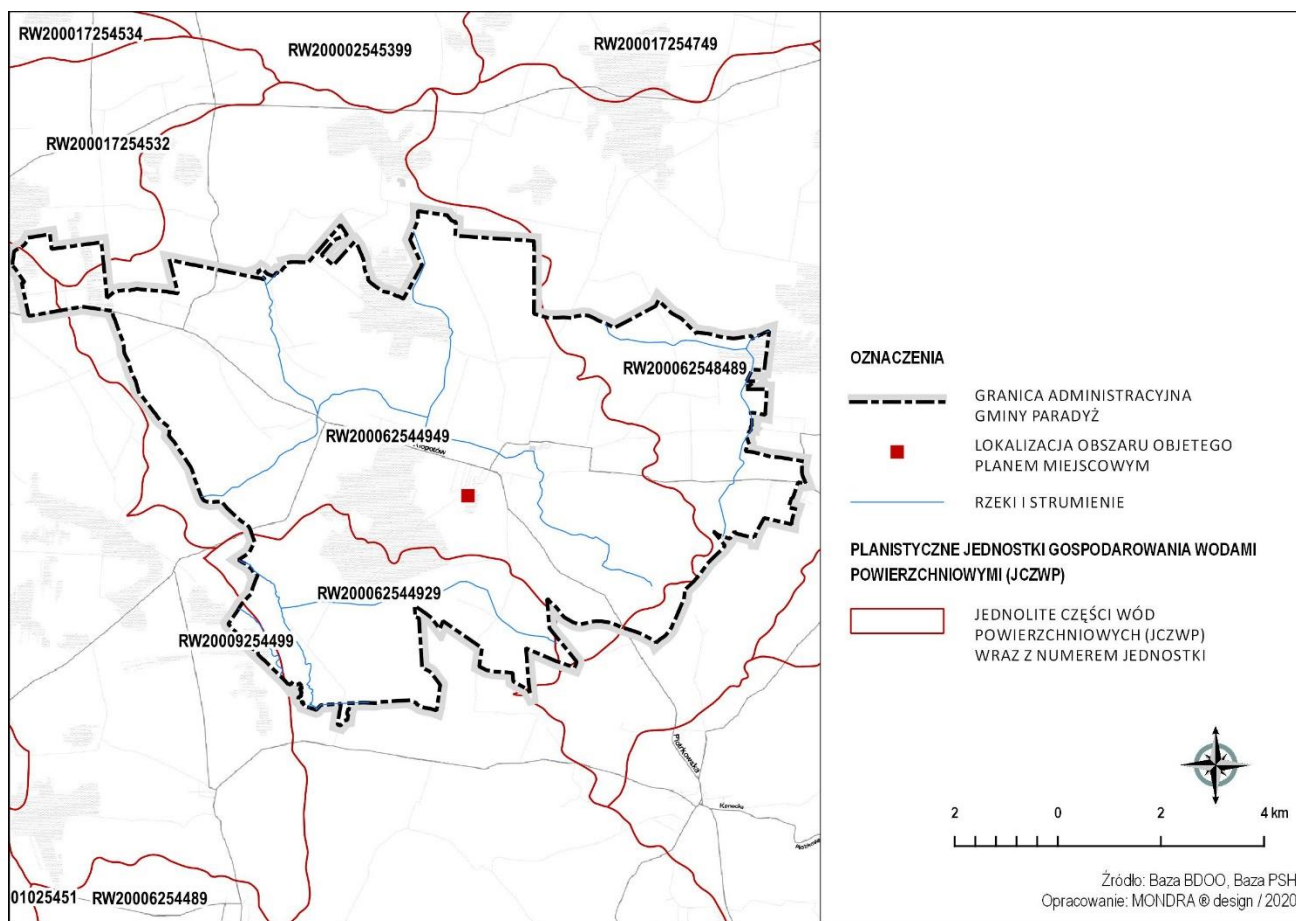 RW200017254534
RW200002545399
RW200017254749
RW200017254532
RW200062548489
RW200062544949
RW200062544929
RW20009254499
Piotrkowska
Konecka
01025451
RW20006254489
OZNACZENIA
GRANICA ADMINISTRACYJNA
GMINY PARADYŻ
LOKALIZACJA OBSZARU OBJETEGO
PLANEM MIEJSCOWYM
RZEKI I STRUMIENIE
PLANISTYCZNE JEDNOSTKI GOSPODAROWANIA WODAMI
POWIERZCHNIOWYMI (JCZWP)
JEDNOLITE CZĘŚCI WÓD
POWIERZCHNIOWYCH (JCZWP)
WRAZ Z NUMEREM JEDNOSTKI
2 0 2 4 km
Źródło: Baza BDOO, Baza PSH
Opracowanie: MONDRA ® design / 2020